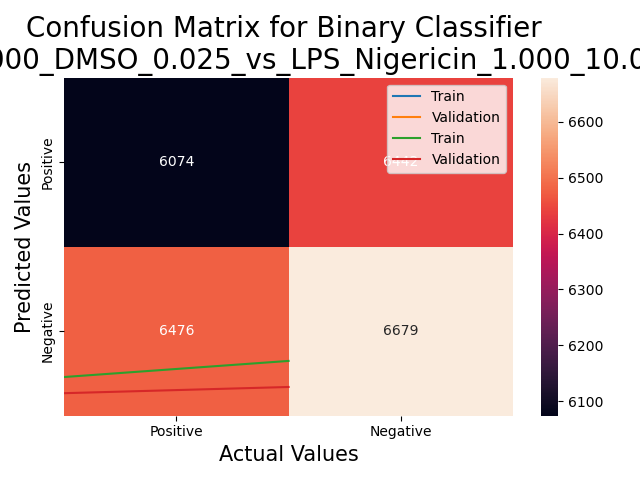 Confusion Matrix for Binary Classifier
000_DMSO_0.025_vs_LPS_Nigericin_1.000_10.0
Train
Validation
Train
Validation
Positive
Negative
Predicted Values
6074
6476
6679
Positive
Negative
Actual Values
6600
6500
6400
6300
6200
6100